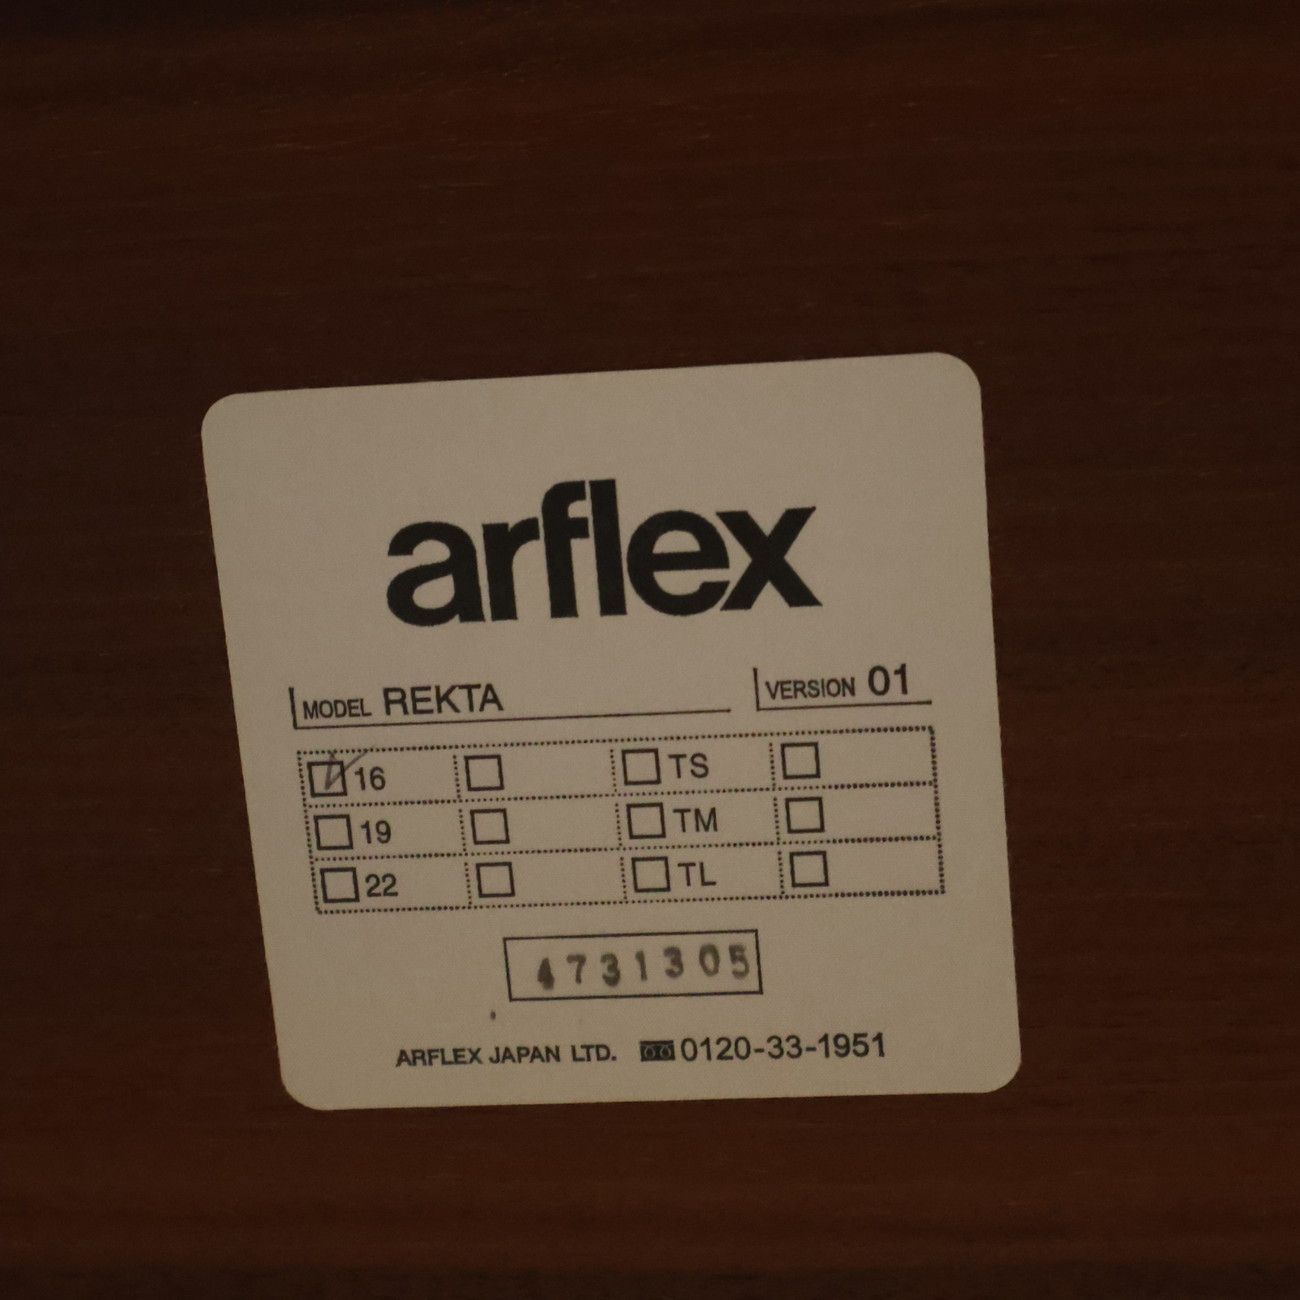 arflex
MODEL REKTA VERSION 01
16 TS
19 TM
22 TL
4731305
ARFLEX JAPAN LTD. 0120-33-1951